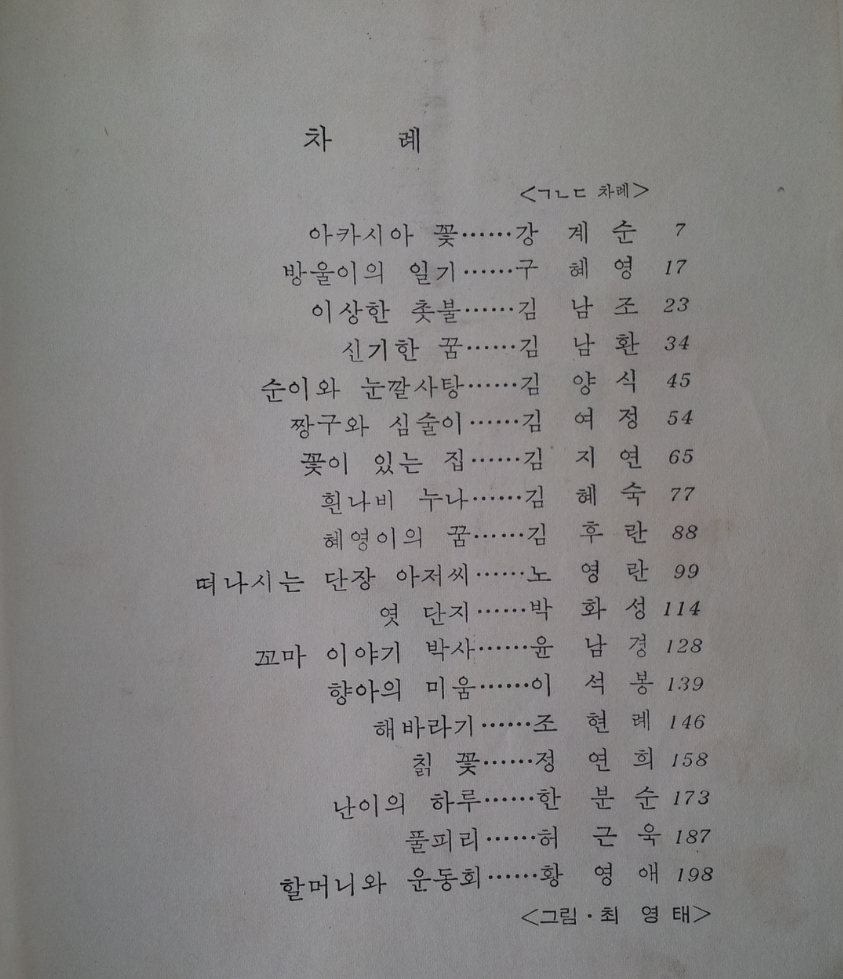 차 례
<ㄱㄴㄷ 차례>
아카시아 꽃……강 계 순 7
방울이의 일기……구 혜 영 17
이상한 촛불……김 남 조 23
신기한 꿈……김 남 환 34
순이와 눈깔사탕……김 양 식 45
짱구와 심술이……김 여 정 54
꽃이 있는 집……김 지 연 65
흰나비 누나……김 혜 숙 77
혜영이의 꿈……김 후 란 88
떠나시는 단장 아저씨……노 영 란 99
엿 단지……박 화 성 114
꼬마 이야기 박사……윤 남 경 128
향아의 미움……이 석 봉 139
해바라기……조 현 례 146
칡 꽃……정 연 희 158
난이의 하루……한 분 순 173
풀피리……허 근 욱 187
할머니와 운동회……황 영 애 198
<그림·최 영 태>